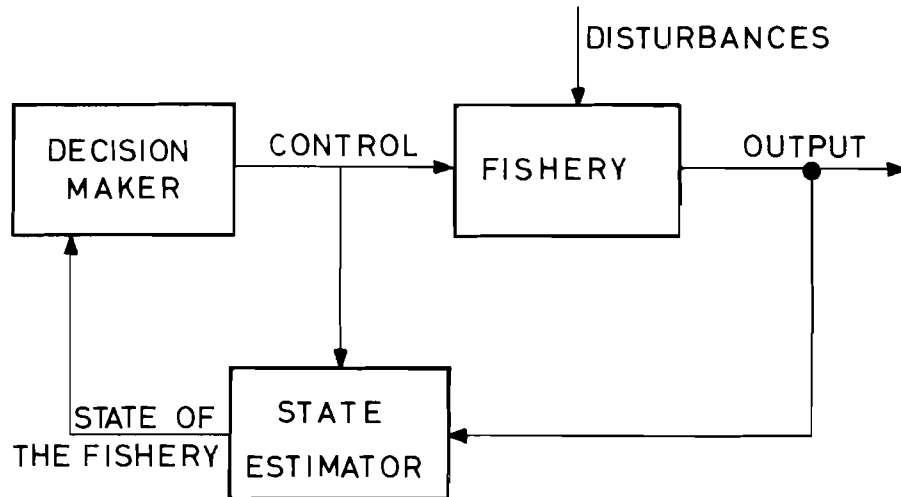 DISTURBANCES
DECISION
MAKER
CONTROL
FISHERY
OUTPUT
STATE OF
THE FISHERY
STATE
ESTIMATOR